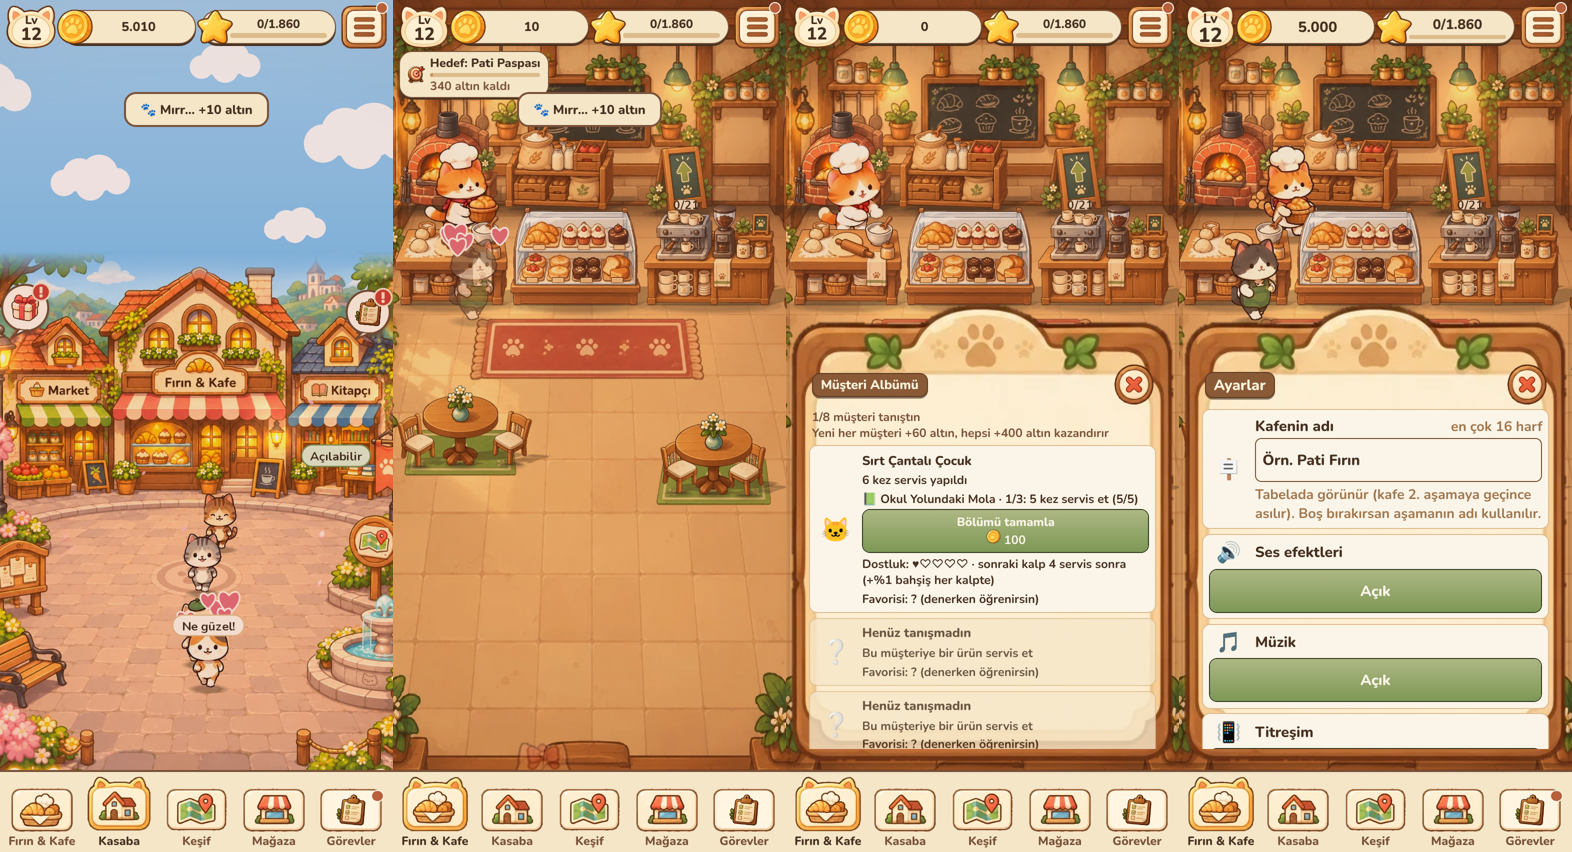 Lv
12
5.010
0/1.860
🐾 Mırr... +10 altın
Market
Fırın & Kafe
Kitapçı
Açılabilir
Ne güzel!
Fırın & Kafe
Kasaba
Keşif
Mağaza
Görevler
Lv
12
10
0/1.860
Hedef: Pati Paspası
340 altın kaldı
🐾 Mırr... +10 altın
0/21
Fırın & Kafe
Kasaba
Keşif
Mağaza
Görevler
Lv
12
0
0/1.860
0/21
Müşteri Albümü
1/8 müşteri tanıştın
Yeni her müşteri +60 altın, hepsi +400 altın kazandırır
Sırt Çantalı Çocuk
6 kez servis yapıldı
📗 Okul Yolundaki Mola · 1/3: 5 kez servis et (5/5)
Bölümü tamamla
100
Dostluk: ♥♡♡♡♡ · sonraki kalp 4 servis sonra
(+%1 bahşiş her kalpte)
Favorisi: ? (denerken öğrenirsin)
Henüz tanışmadın
Bu müşteriye bir ürün servis et
Favorisi: ? (denerken öğrenirsin)
Henüz tanışmadın
Bu müşteriye bir ürün servis et
Favorisi: ? (denerken öğrenirsin)
Fırın & Kafe
Kasaba
Keşif
Mağaza
Görevler
Lv
12
5.000
0/1.860
0/21
Ayarlar
Kafenin adı
en çok 16 harf
Örn. Pati Fırın
Tabelada görünür (kafe 2. aşamaya geçince
asılır). Boş bırakırsan aşamanın adı kullanılır.
Ses efektleri
Açık
Müzik
Açık
Titreşim
Fırın & Kafe
Kasaba
Keşif
Mağaza
Görevler